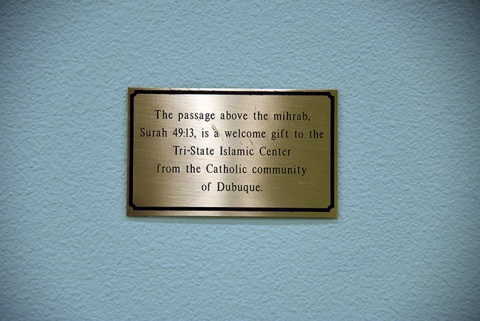 The passage above the mihrab,
Surah 49:13, is a welcome gift to the
Tri-State Islamic Center
from the Catholic community
of Dubuque.